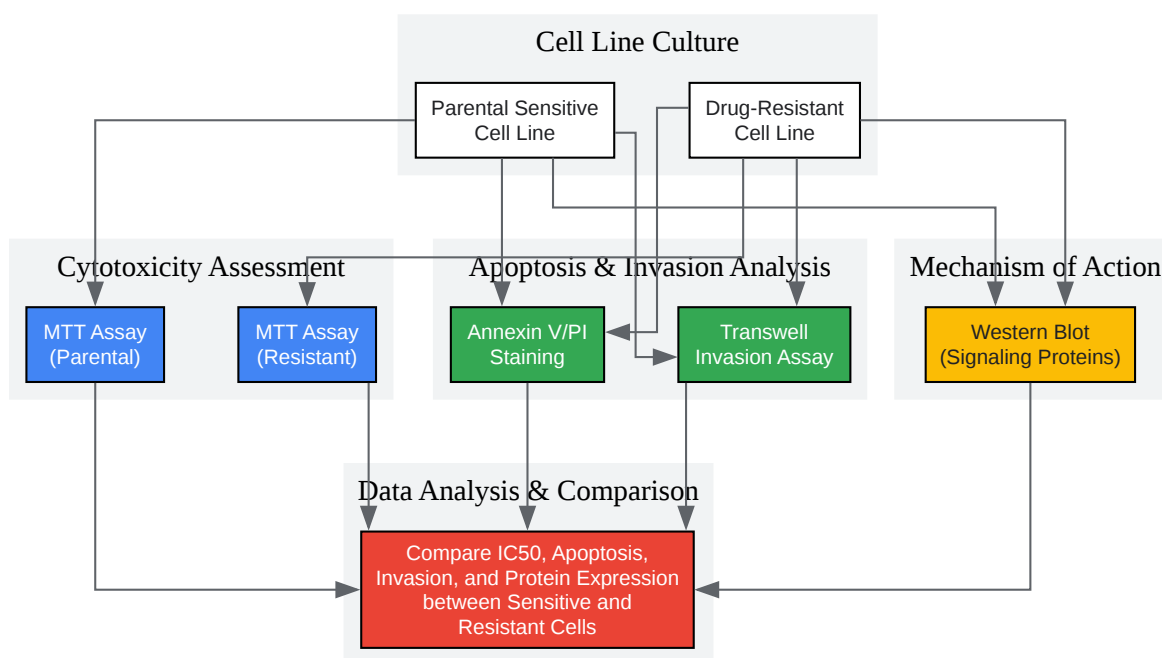 Cell Line Culture
Parental Sensitive
Cell Line
Drug-Resistant
Cell Line
Cytotoxicity Assessment
MTT Assay
(Parental)
MTT Assay
(Resistant)
Apoptosis & Invasion Analysis
Annexin V/PI
Staining
Transwell
Invasion Assay
Mechanism of Action
Western Blot
(Signaling Proteins)
Data Analysis & Comparison
Compare IC50, Apoptosis,
Invasion, and Protein Expression
between Sensitive and
Resistant Cells